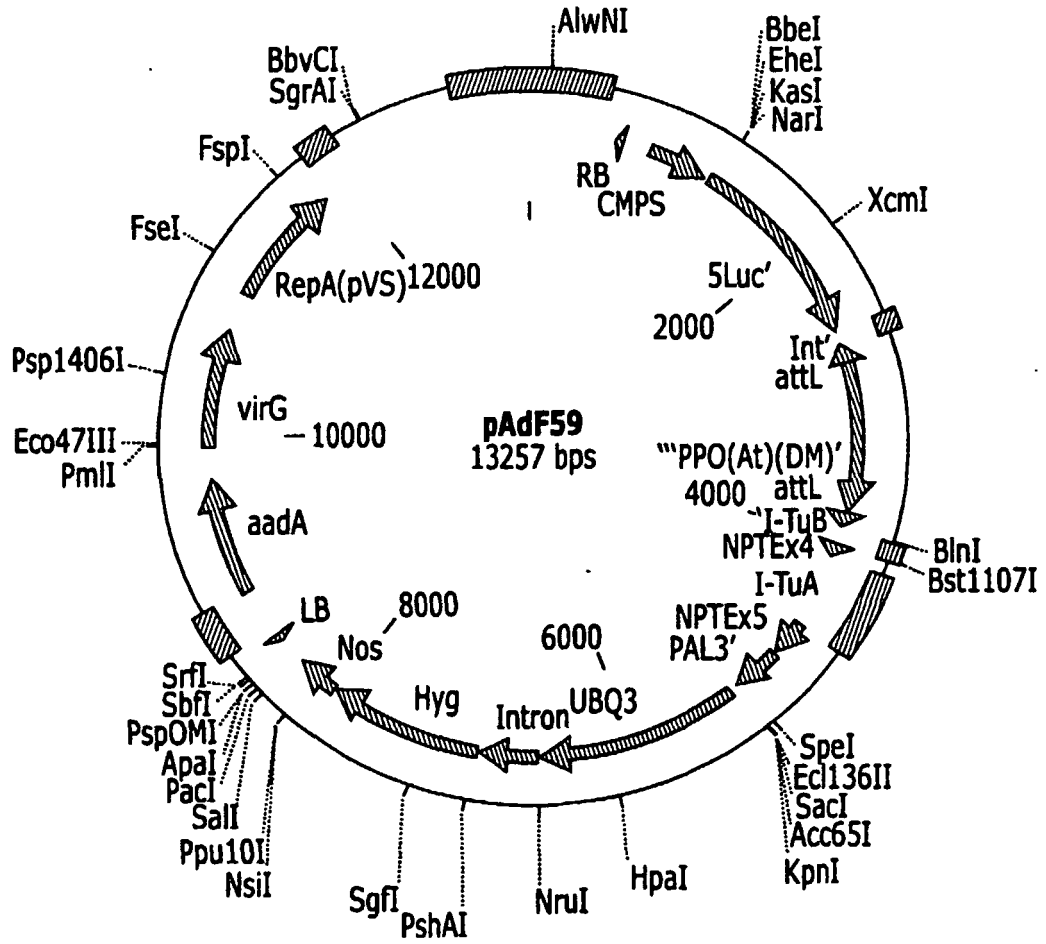 AlwNI
BbeI
EheI
KasI
NarI
BbvCI
SgrAI
FspI
FseI
XcmI
RB
CMPS
RepA(pVS)
12000
5Luc'
2000
Int'
attL
Psp1406I
virG
10000
Eco47III
PmlI
pAdF59
13257 bps
"'PPO(At)(DM)'
attL
4000
I-TuB
NPTEx4
BlnI
Bst1107I
I-TuA
aadA
LB
8000
Nos
6000
NPTEx5
PAL3'
UBQ3
Intron
Hyg
SrfI
SbfI
PspOMI
ApaI
PacI
SalI
Ppu10I
NsiI
SpeI
Ecl136II
SacI
Acc65I
KpnI
SgfI
PshAI
NruI
HpaI